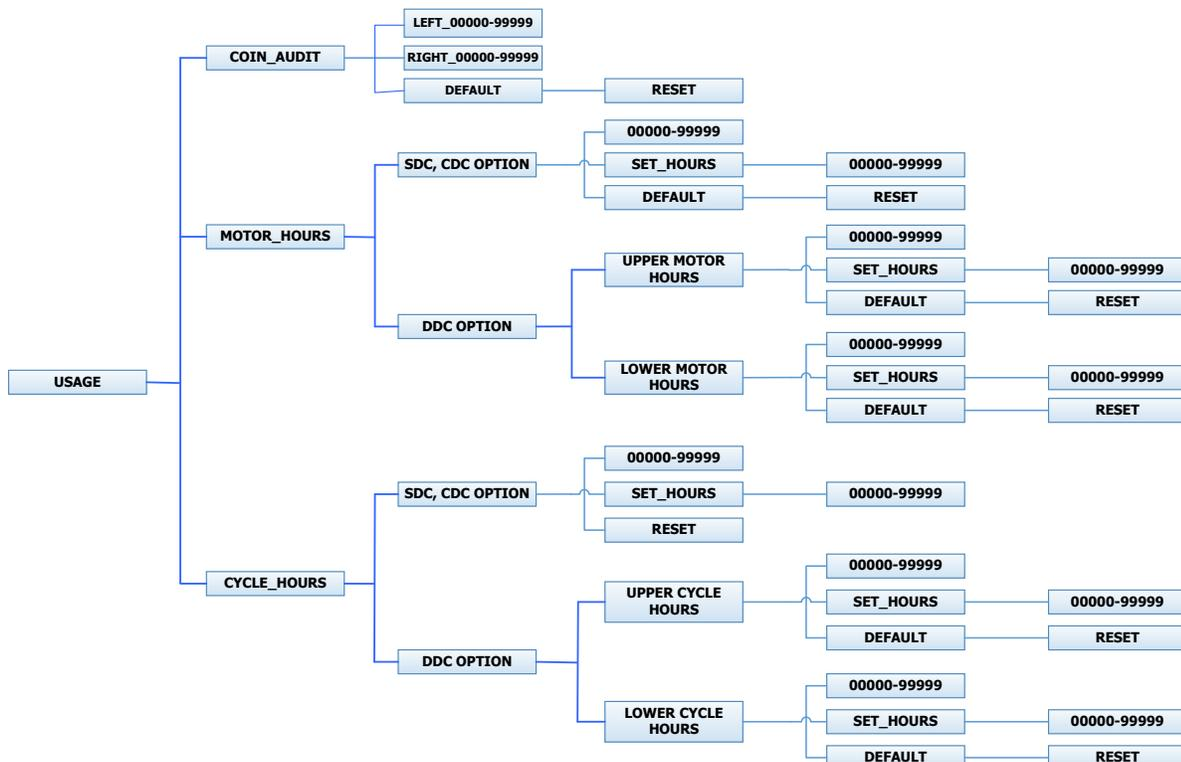 LEFT_00000-99999
COIN_AUDIT
RIGHT_00000-99999
DEFAULT
RESET
00000-99999
SDC, CDC OPTION
SET_HOURS
00000-99999
DEFAULT
RESET
MOTOR_HOURS
00000-99999
UPPER MOTOR
HOURS
SET_HOURS
00000-99999
DEFAULT
RESET
DDC OPTION
00000-99999
LOWER MOTOR
HOURS
SET_HOURS
00000-99999
DEFAULT
RESET
USAGE
00000-99999
SDC, CDC OPTION
SET_HOURS
00000-99999
RESET
CYCLE_HOURS
00000-99999
UPPER CYCLE
HOURS
SET_HOURS
00000-99999
DEFAULT
RESET
DDC OPTION
00000-99999
LOWER CYCLE
HOURS
SET_HOURS
00000-99999
DEFAULT
RESET